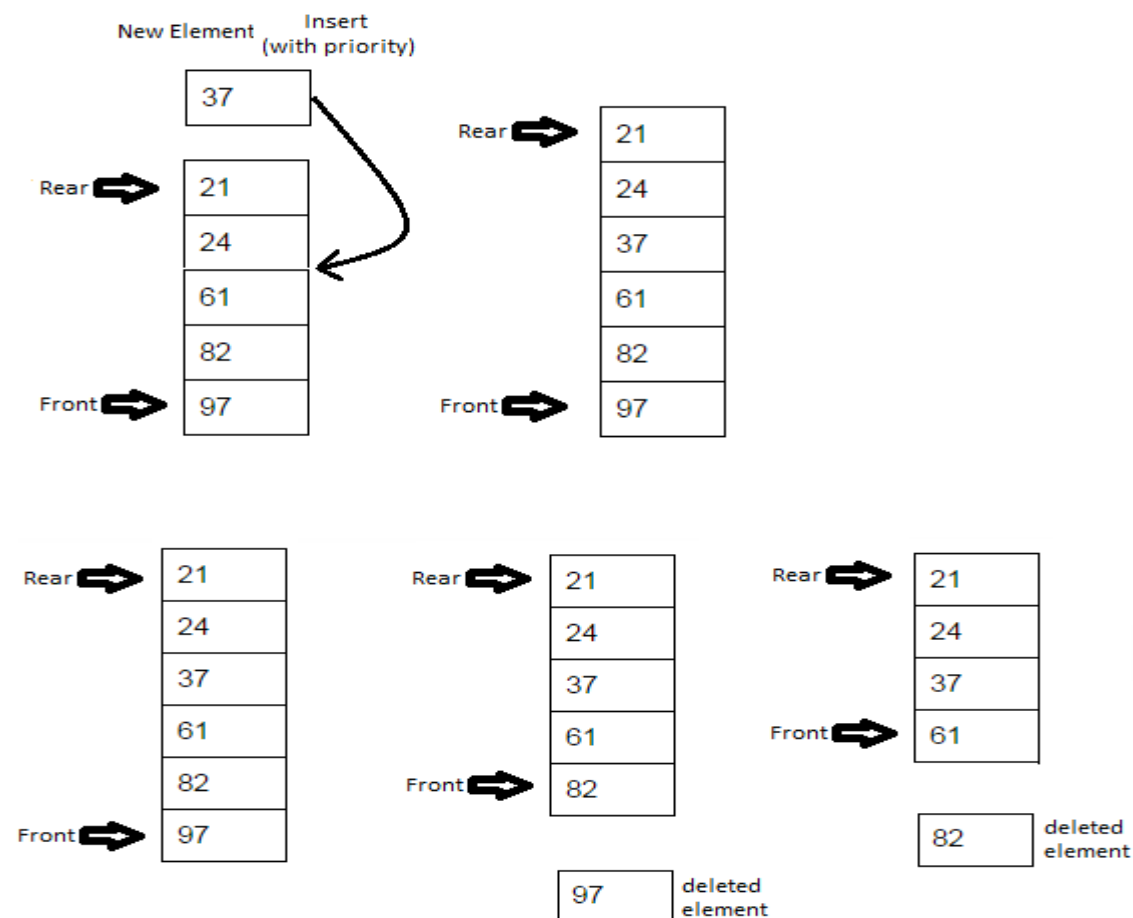 New Element
Insert
(with priority)
37
Rear
21
24
61
82
Front
97
Rear
21
24
37
61
82
Front
97
Rear
21
24
37
61
82
Front
97
Rear
21
24
37
61
Front
82
97
deleted
element
Rear
21
24
37
Front
61
82
deleted
element